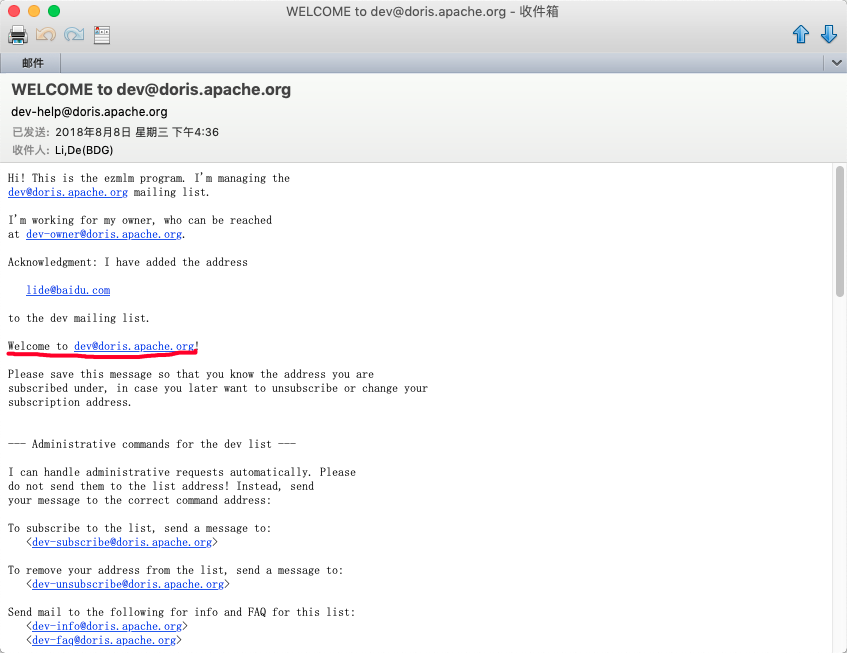 WELCOME to dev@doris.apache.org - 收件箱
邮件
WELCOME to dev@doris.apache.org
dev-help@doris.apache.org
已发送: 2018年8月8日 星期三 下午4:36
收件人: Li,De(BDG)
Hi! This is the ezmlm program. I'm managing the
dev@doris.apache.org mailing list.
I'm working for my owner, who can be reached
at dev-owner@doris.apache.org.
Acknowledgment: I have added the address
lide@baidu.com
to the dev mailing list.
Welcome to dev@doris.apache.org!
Please save this message so that you know the address you are
subscribed under, in case you later want to unsubscribe or change your
subscription address.
--- Administrative commands for the dev list ---
I can handle administrative requests automatically. Please
do not send them to the list address! Instead, send
your message to the correct command address:
To subscribe to the list, send a message to:
<dev-subscribe@doris.apache.org>
To remove your address from the list, send a message to:
<dev-unsubscribe@doris.apache.org>
Send mail to the following for info and FAQ for this list:
<dev-info@doris.apache.org>
<dev-faq@doris.apache.org>